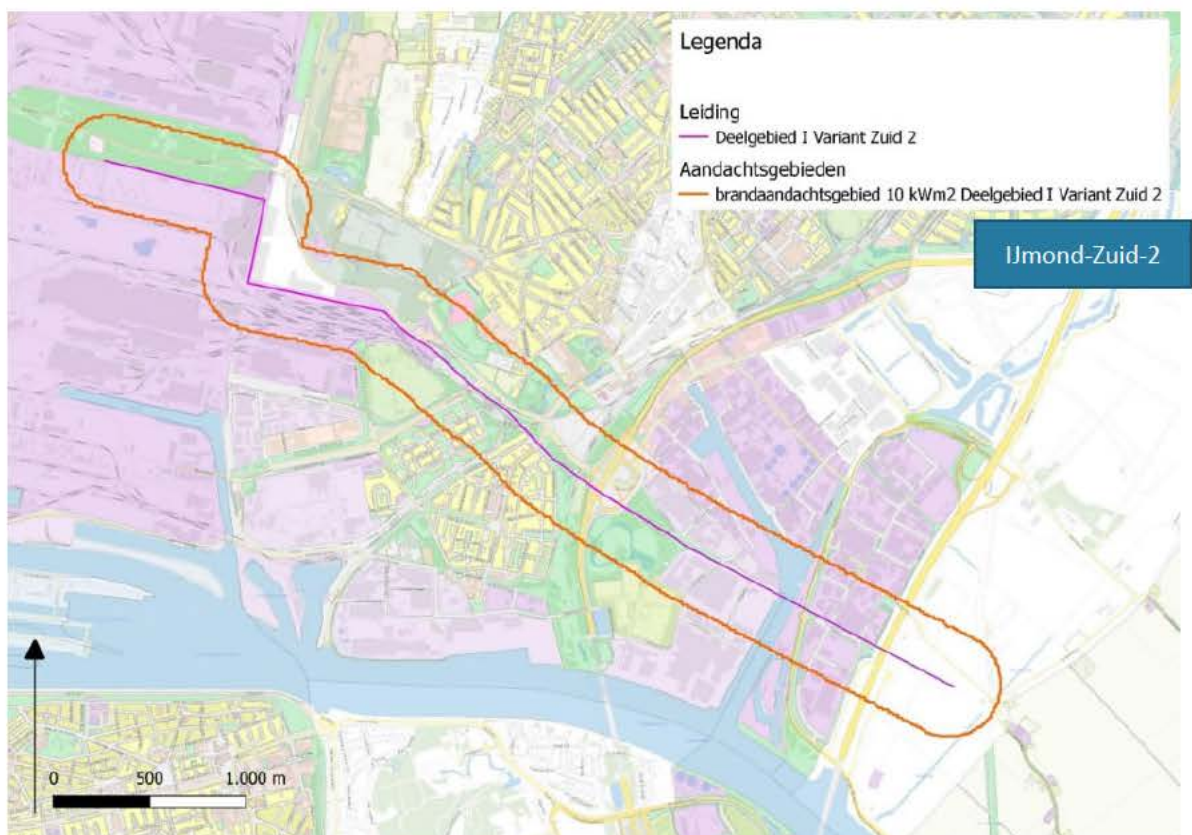 Legenda
Leiding
Deelgebied I Variant Zuid 2
Aandachtsgebieden
brandaandachtsgebied 10 kWm2 Deelgebied I Variant Zuid 2
IJmond-Zuid-2
0 500 1.000 m